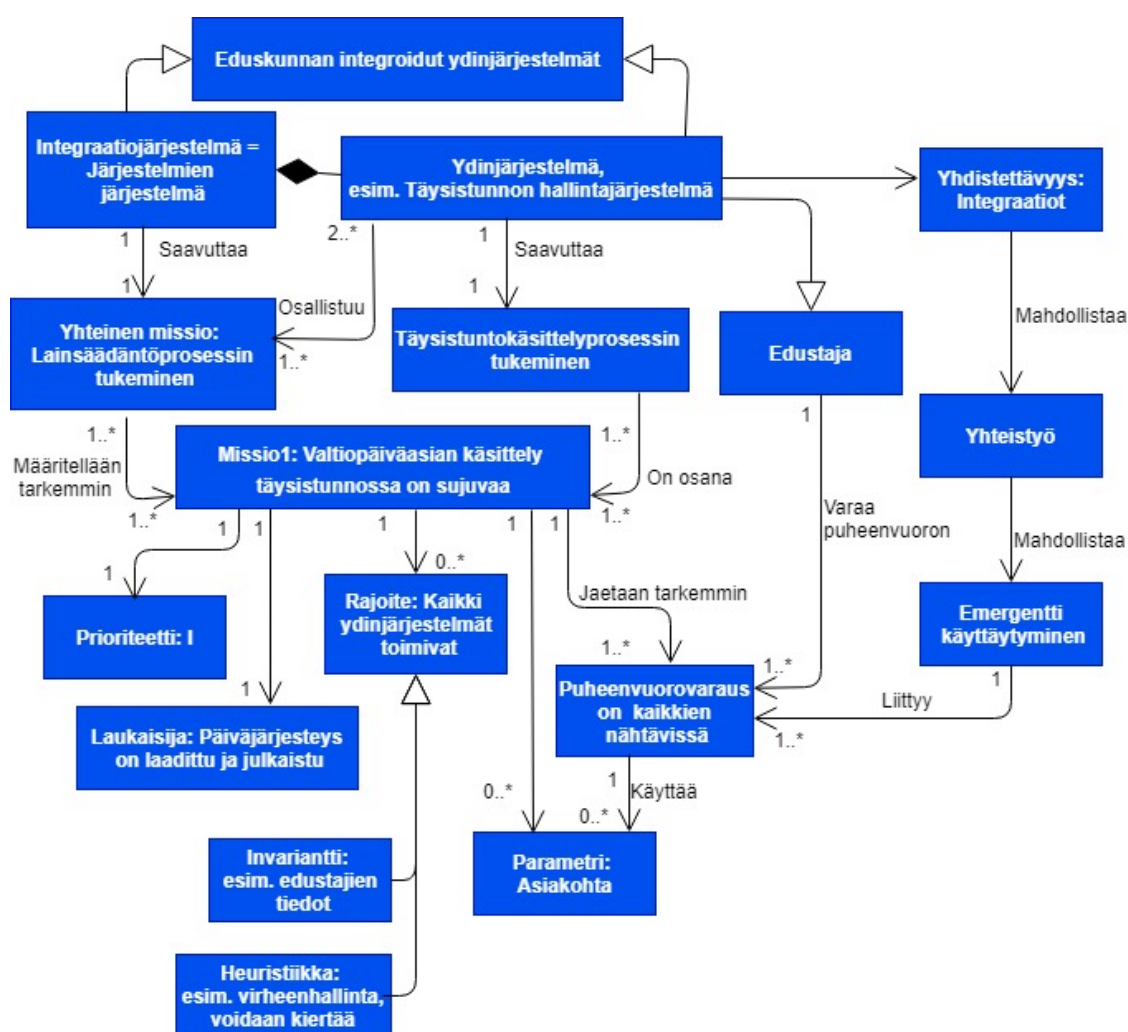 Eduskunnan integroidut ydinjärjestelmät
Integraatiojärjestelmä =
Järjestelmien
järjestelmä
Ydinjärjestelmä,
esim. Täysistunnon hallintajärjestelmä
Yhdistettävyys:
Integraatiot
1
Saavuttaa
1
2..*
Osallistuu
1..*
1
Saavuttaa
1
Mahdollistaa
Yhteinen missio:
Lainsäädäntöprosessin
tukeminen
Täysistuntokäsittelyprosessin
tukeminen
Edustaja
Yhteistyö
1..*
Määritellään
tarkemmin
1..*
Missio1: Valtiopäiväasian käsittely
täysistunnossa on sujuvaa
1..*
On osana
1..*
1
Varaa
puheenvuoron
1..*
Mahdollistaa
1
1
1
1
1
1
0..*
Jaetaan tarkemmin
1..*
Prioriteetti: I
Rajoite: Kaikki
ydinjärjestelmät
toimivat
Emergentti
käyttäytyminen
1
Liittyy
1..*
Puheenvuorovaraus
on kaikkien
nähtävissä
1
Laukaisija: Päiväjärjesteys
on laadittu ja julkaistu
0..*
1
Käyttää
0..*
Invariantti:
esim. edustajien
tiedot
Parametri:
Asiakohta
Heuristiikka:
esim. virheenhallinta,
voidaan kiertää